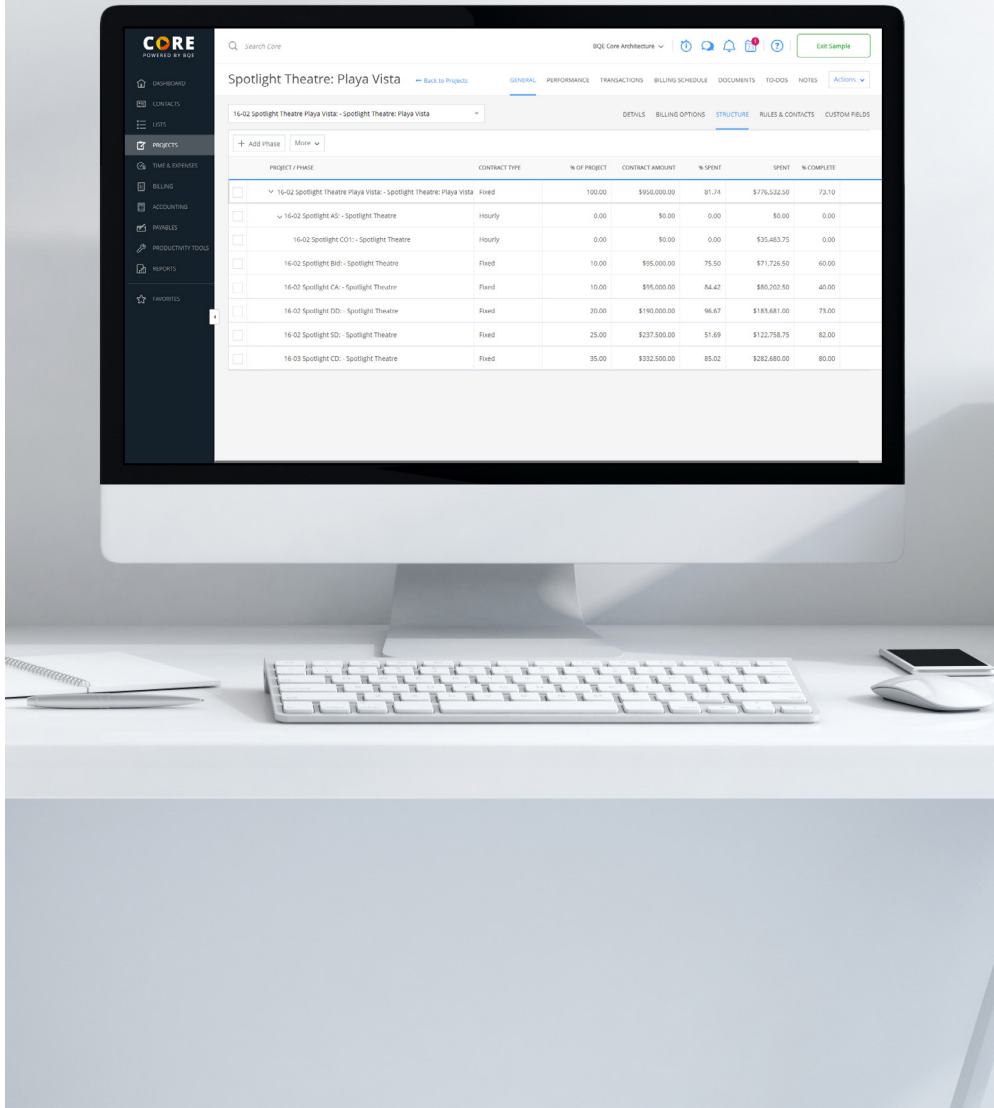 CORE
POWERED BY BQE
Search Core
BQE Core Architecture
1
Exit Sample
Spotlight Theatre: Playa Vista
Back to Projects
GENERAL PERFORMANCE TRANSACTIONS BILLING SCHEDULE DOCUMENTS TO-DOS NOTES Actions
DASHBOARD
CONTACTS
LISTS
PROJECTS
TIME & EXPENSES
BILLING
ACCOUNTING
PAYABLES
PRODUCTIVITY TOOLS
REPORTS
FAVORITES
16-02 Spotlight Theatre Playa Vista: - Spotlight Theatre: Playa Vista
DETAILS BILLING OPTIONS STRUCTURE RULES & CONTACTS CUSTOM FIELDS
+ Add Phase More
PROJECT / PHASE CONTRACT TYPE % OF PROJECT CONTRACT AMOUNT % SPENT SPENT % COMPLETE
16-02 Spotlight Theatre Playa Vista: - Spotlight Theatre: Playa Vista Fixed 100.00 $950,000.00 81.74 $776,532.50 73.10
16-02 Spotlight AS: - Spotlight Theatre Hourly 0.00 $0.00 0.00 $0.00 0.00
16-02 Spotlight CO1: - Spotlight Theatre Hourly 0.00 $0.00 0.00 $35,483.75 0.00
16-02 Spotlight Bid: - Spotlight Theatre Fixed 10.00 $95,000.00 75.50 $71,726.50 60.00
16-02 Spotlight CA: - Spotlight Theatre Fixed 10.00 $95,000.00 84.42 $80,202.50 40.00
16-02 Spotlight DD: - Spotlight Theatre Fixed 20.00 $190,000.00 96.67 $183,681.00 73.00
16-02 Spotlight SD: - Spotlight Theatre Fixed 25.00 $237,500.00 51.69 $122,758.75 82.00
16-03 Spotlight CD: - Spotlight Theatre Fixed 35.00 $332,500.00 85.02 $282,680.00 80.00